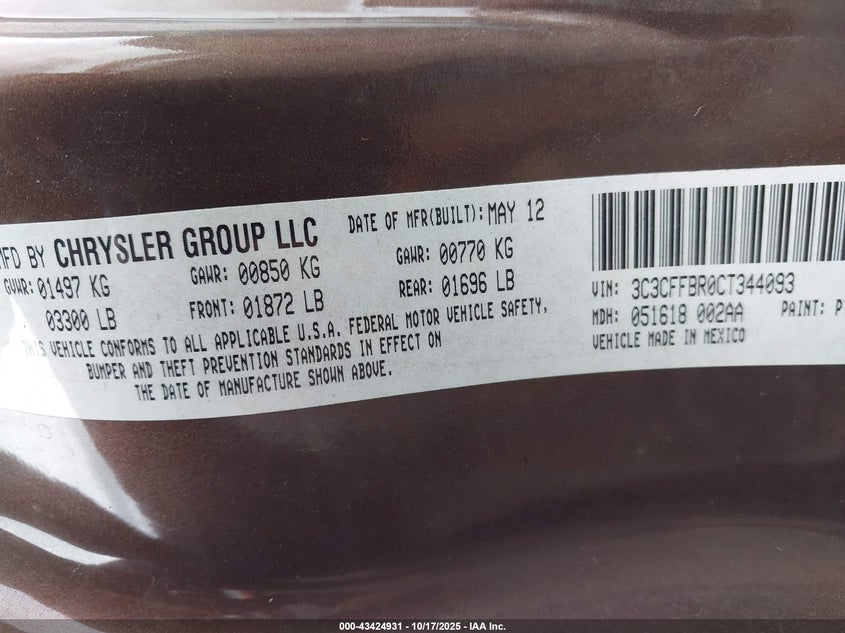 MFD BY CHRYSLER GROUP LLC
DATE OF MFR(BUILT): MAY 12
GVWR: 01497 KG
GAWR: 00850 KG
GAWR: 00770 KG
03300 LB
FRONT: 01872 LB
REAR: 01696 LB
THIS VEHICLE CONFORMS TO ALL APPLICABLE U.S.A. FEDERAL MOTOR VEHICLE SAFETY,
BUMPER AND THEFT PREVENTION STANDARDS IN EFFECT ON
THE DATE OF MANUFACTURE SHOWN ABOVE.
VIN: 3C3CFFBR0CT344093
MDH: 051618 002AA PAINT: P
VEHICLE MADE IN MEXICO
000-43424931 - 10/17/2025 - IAA Inc.